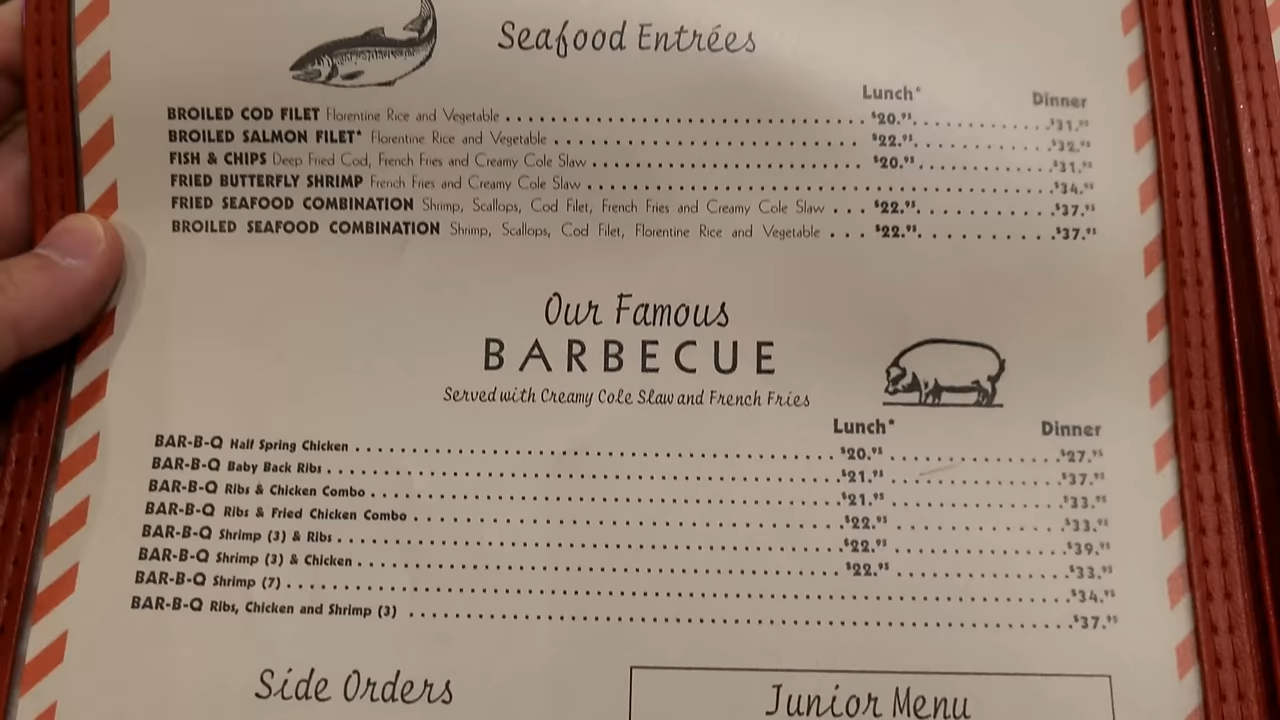 Seafood Entrées
Lunch* Dinner
BROILED COD FILET Florentine Rice and Vegetable $20.95 $31.95
BROILED SALMON FILET* Florentine Rice and Vegetable $22.95 $32.95
FISH & CHIPS Deep Fried Cod, French Fries and Creamy Cole Slaw $20.95 $31.95
FRIED BUTTERFLY SHRIMP French Fries and Creamy Cole Slaw $34.95
FRIED SEAFOOD COMBINATION Shrimp, Scallops, Cod Filet, French Fries and Creamy Cole Slaw $22.95 $37.95
BROILED SEAFOOD COMBINATION Shrimp, Scallops, Cod Filet, Florentine Rice and Vegetable $22.95 $37.95
Our Famous
BARBECUE
Served with Creamy Cole Slaw and French Fries
Lunch* Dinner
BAR-B-Q Half Spring Chicken $20.95 $27.95
BAR-B-Q Baby Back Ribs $21.95 $37.95
BAR-B-Q Ribs & Chicken Combo $21.95 $33.95
BAR-B-Q Ribs & Fried Chicken Combo $22.95 $33.95
BAR-B-Q Shrimp (3) & Ribs $22.95 $39.95
BAR-B-Q Shrimp (3) & Chicken $22.95 $33.95
BAR-B-Q Shrimp (7) $34.95
BAR-B-Q Ribs, Chicken and Shrimp (3) $37.95
Side Orders
Junior Menu